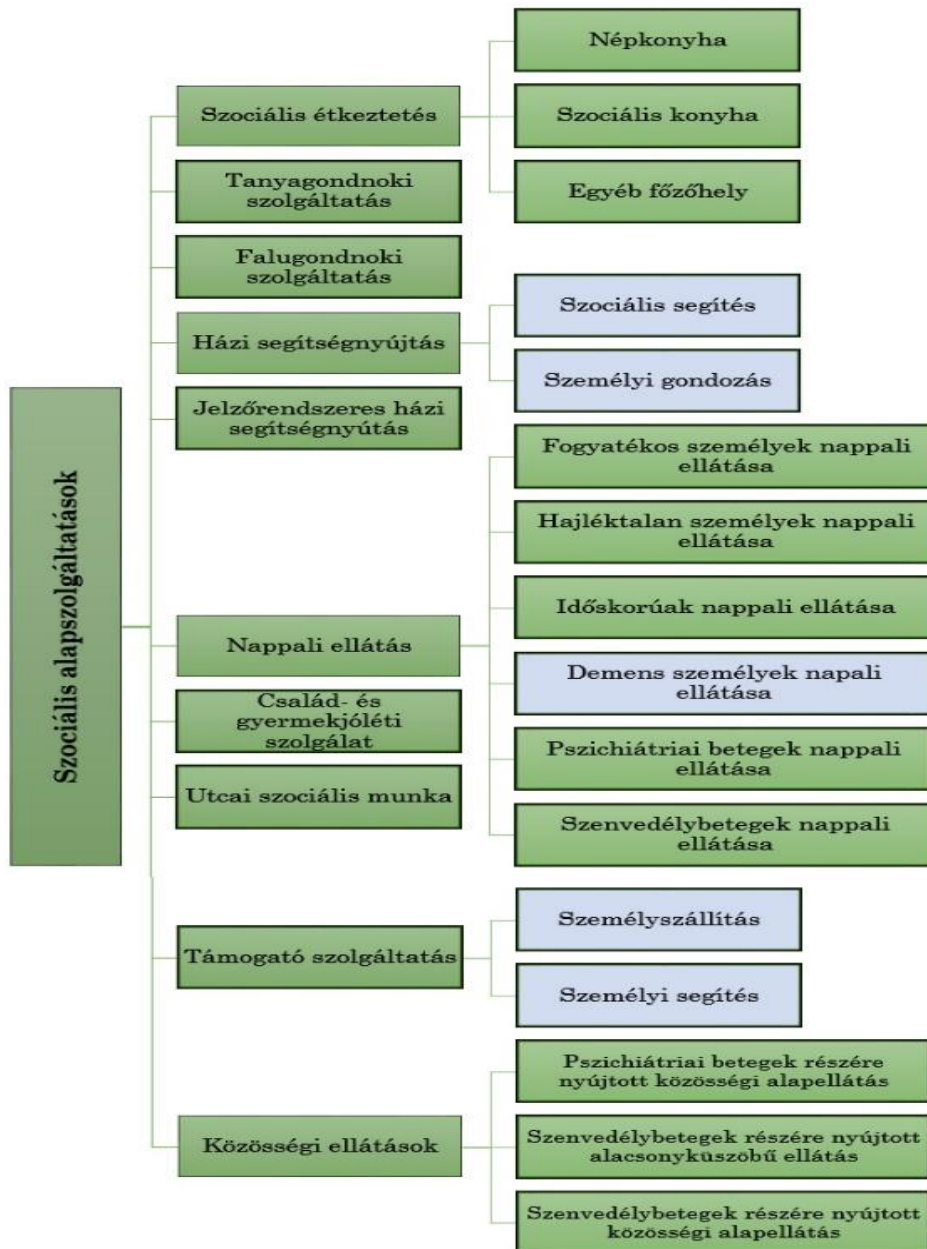 Szociális alapszolgáltatások
Szociális étkeztetés
Népkonyha
Szociális konyha
Egyéb főzőhely
Tanyagondnoki
szolgáltatás
Falugondnoki
szolgáltatás
Házi segítségnyújtás
Szociális segítés
Személyi gondozás
Jelzőrendszeres házi
segítségnyútás
Nappali ellátás
Fogyatékos személyek nappali
ellátása
Hajléktalan személyek nappali
ellátása
Időskorúak nappali ellátása
Demens személyek napali
ellátása
Pszichiátriai betegek nappali
ellátása
Szenvedélybetegek nappali
ellátása
Család- és
gyermekjóléti
szolgálat
Utcai szociális munka
Támogató szolgáltatás
Személyszállítás
Személyi segítés
Közösségi ellátások
Pszichiátriai betegek részére
nyújtott közösségi alapellátás
Szenvedélybetegek részére nyújtott
alacsonyküszöbű ellátás
Szenvedélybetegek részére nyújtott
közösségi alapellátás